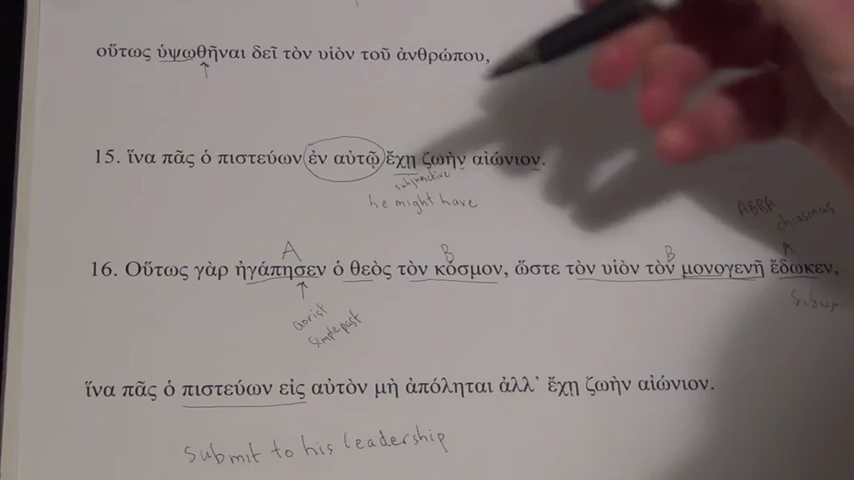 οὕτως ὑψωθῆναι δεῖ τὸν υἱὸν τοῦ ἀνθρώπου,
15. ἵνα πᾶς ὁ πιστεύων ἐν αὐτῷ ἔχῃ ζωὴν αἰώνιον.
subjunctive
he might have
ABBA
chiasmus
A B B A
16. Οὕτως γὰρ ἠγάπησεν ὁ θεὸς τὸν κόσμον, ὥστε τὸν υἱὸν τὸν μονογενῆ ἔδωκεν,
aorist
simple past
ἵνα πᾶς ὁ πιστεύων εἰς αὐτὸν μὴ ἀπόληται ἀλλ᾽ ἔχῃ ζωὴν αἰώνιον.
submit to his leadership